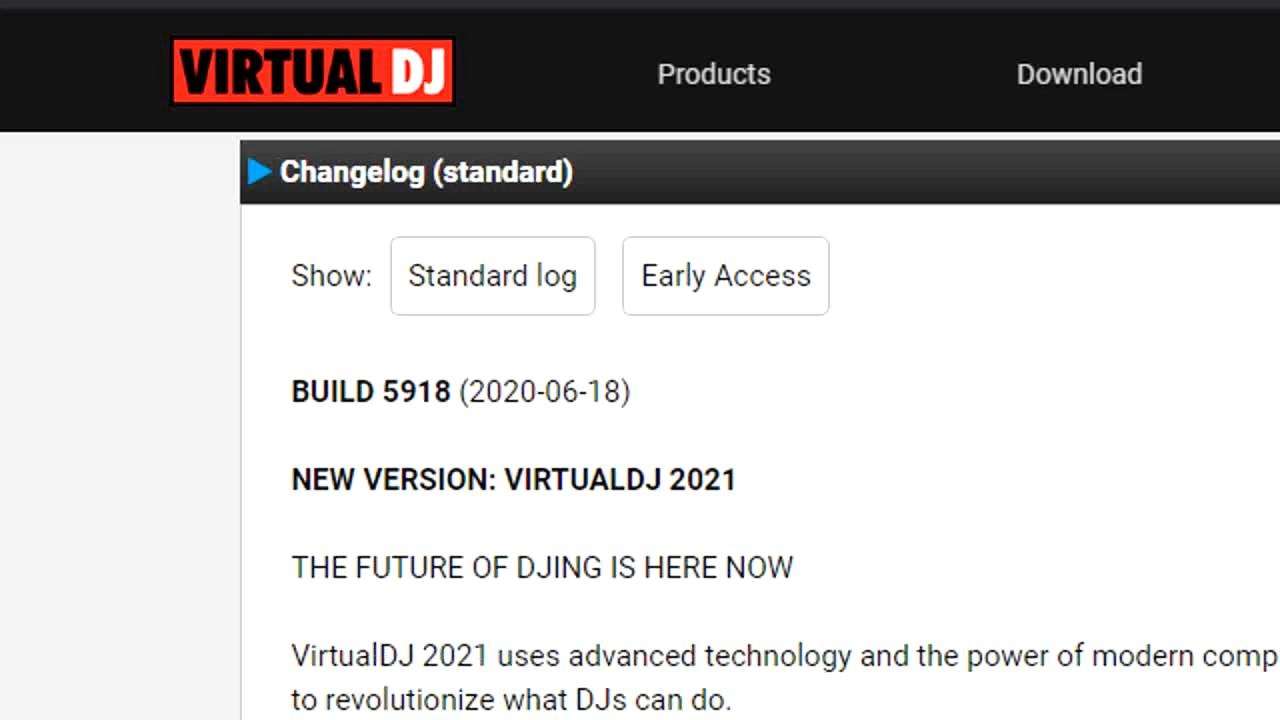 VIRTUAL DJ
Products
Download
Changelog (standard)
Show:
Standard log
Early Access
BUILD 5918 (2020-06-18)
NEW VERSION: VIRTUALDJ 2021
THE FUTURE OF DJING IS HERE NOW
VirtualDJ 2021 uses advanced technology and the power of modern comp
to revolutionize what DJs can do.